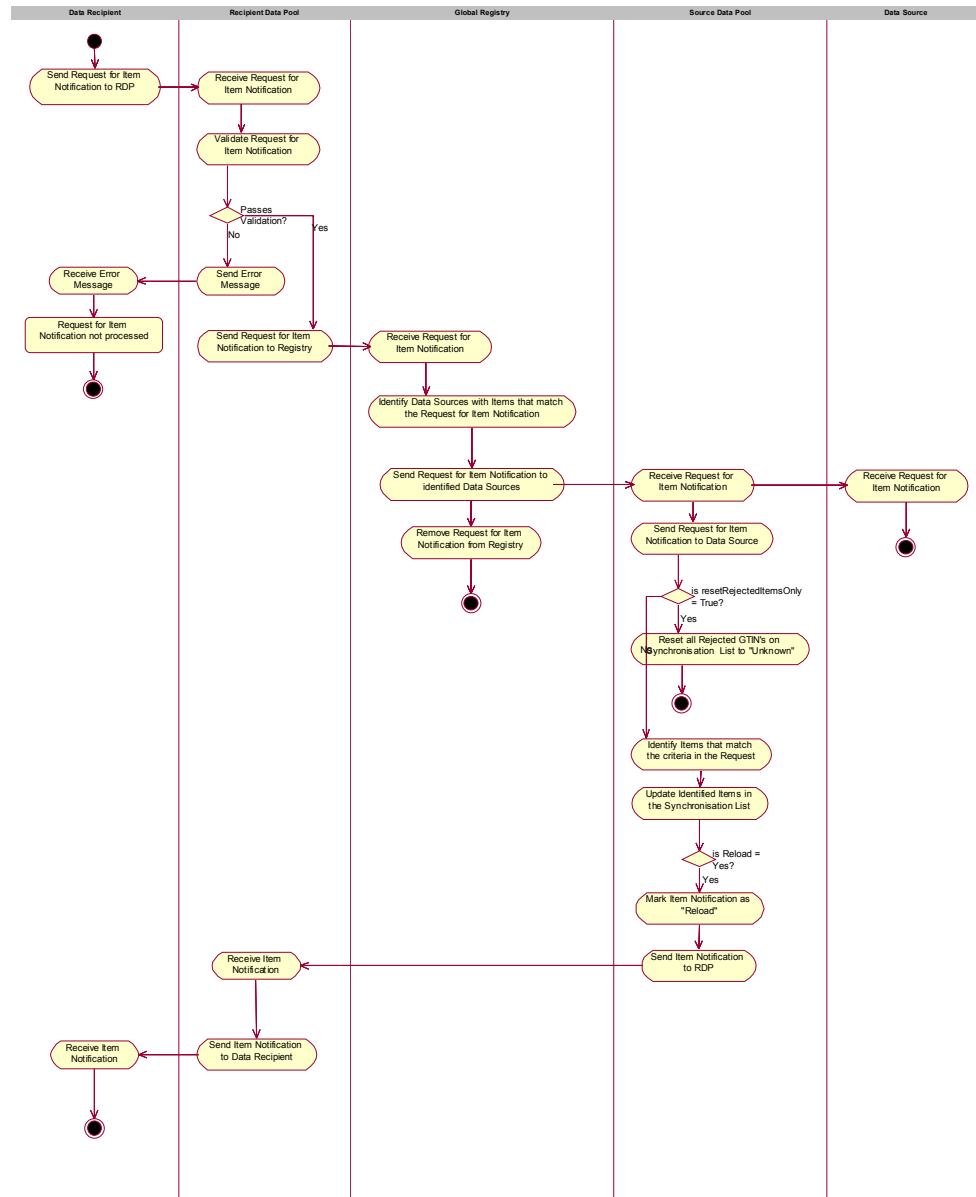 Data Recipient
Recipient Data Pool
Global Registry
Source Data Pool
Data Source
Send Request for Item
Notification to RDP
Receive Request for
Item Notification
Validate Request for
Item Notification
Passes
Validation?
Yes
No
Receive Error
Message
Send Error
Message
Request for Item
Notification not processed
Send Request for Item
Notification to Registry
Receive Request for
Item Notification
Identify Data Sources with Items that match
the Request for Item Notification
Send Request for Item Notification to
identified Data Sources
Receive Request for
Item Notification
Receive Request for
Item Notification
Remove Request for Item
Notification from Registry
Send Request for Item
Notification to Data Source
is resetRejectedItemsOnly
= True?
Yes
Reset all Rejected GTIN's on
Synchronisation List to "Unknown"
No
Identify Items that match
the criteria in the Request
Update Identified Items in
the Synchronisation List
is Reload =
Yes?
Yes
Mark Item Notification as
"Reload"
Receive Item
Notification
Send Item Notification
to RDP
Receive Item
Notification
Send Item Notification
to Data Recipient